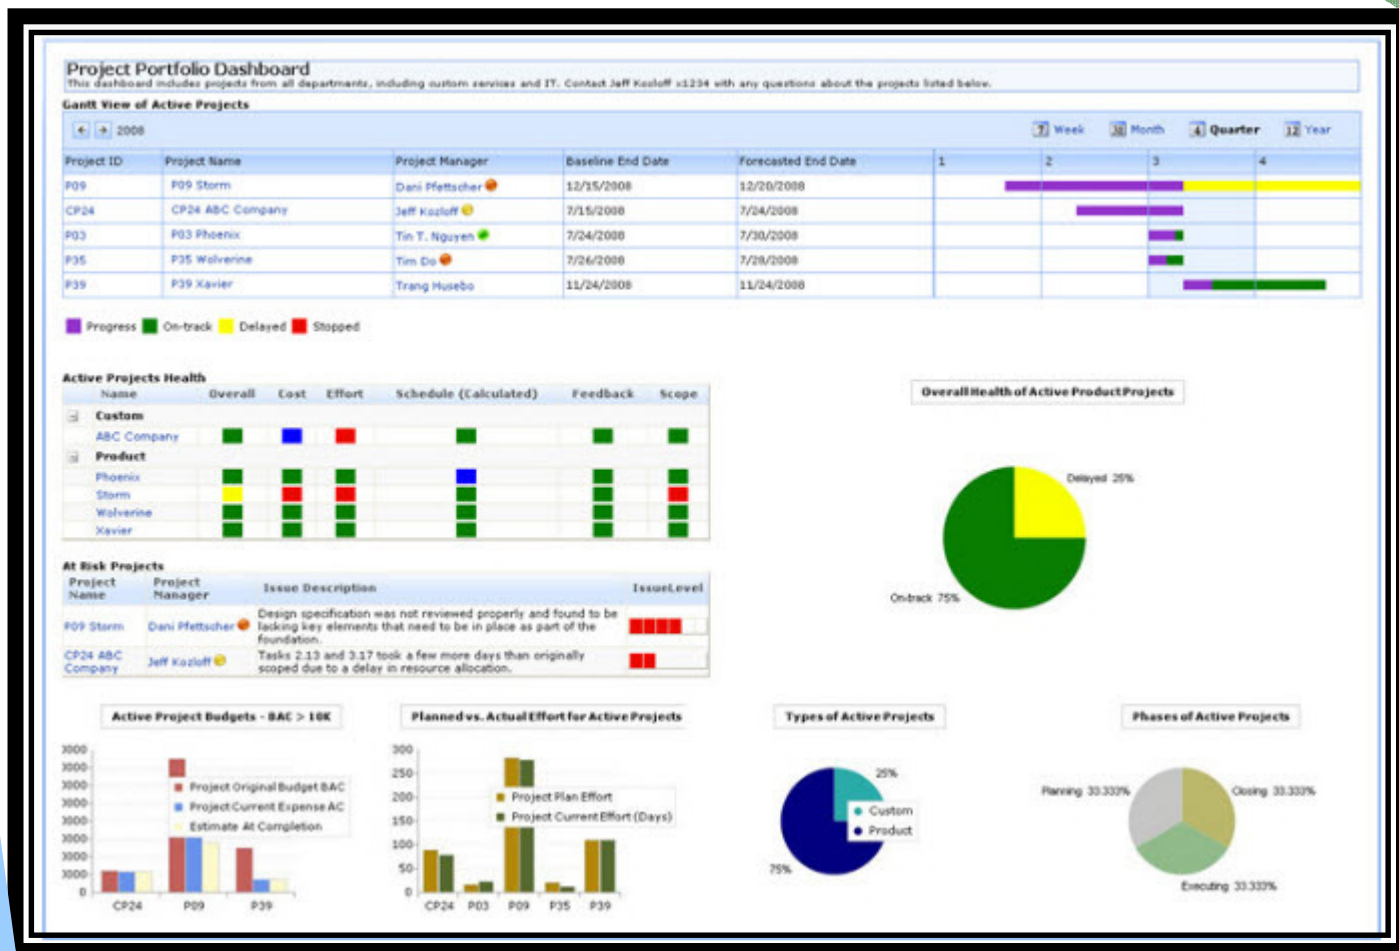 Project Portfolio Dashboard
This dashboard includes projects from all departments, including custom services and IT. Contact Jeff Kozloff x1234 with any questions about the projects listed below.
Gantt View of Active Projects
2008 7 Week 31 Month 4 Quarter 12 Year
Project ID Project Name Project Manager Baseline End Date Forecasted End Date 1 2 3 4
P09 P09 Storm Dani Pfettscher 12/15/2008 12/20/2008
CP24 CP24 ABC Company Jeff Kozloff 7/15/2008 7/24/2008
P03 P03 Phoenix Tin T. Nguyen 7/24/2008 7/30/2008
P35 P35 Wolverine Tim Do 7/26/2008 7/28/2008
P39 P39 Xavier Trang Husebo 11/24/2008 11/24/2008
Progress On-track Delayed Stopped
Active Projects Health
Name Overall Cost Effort Schedule (Calculated) Feedback Scope
Custom
ABC Company
Product
Phoenix
Storm
Wolverine
Xavier
Overall Health of Active Product Projects
Delayed 25%
On-track 75%
At Risk Projects
Project Name Project Manager Issue Description IssueLevel
P09 Storm Dani Pfettscher
Design specification was not reviewed properly and found to be
lacking key elements that need to be in place as part of the
foundation.
CP24 ABC Company Jeff Kozloff
Tasks 2.13 and 3.17 took a few more days than originally
scoped due to a delay in resource allocation.
Active Project Budgets - BAC > 10K
0000
0000
0000
0000
0000
0000
0000
0
Project Original Budget BAC
Project Current Expense AC
Estimate At Completion
CP24 P09 P39
Planned vs. Actual Effort for Active Projects
300
250
200
150
100
50
0
Project Plan Effort
Project Current Effort (Days)
CP24 P03 P09 P35 P39
Types of Active Projects
25%
Custom
Product
75%
Phases of Active Projects
Planning 33.333% Closing 33.333%
Executing 33.333%